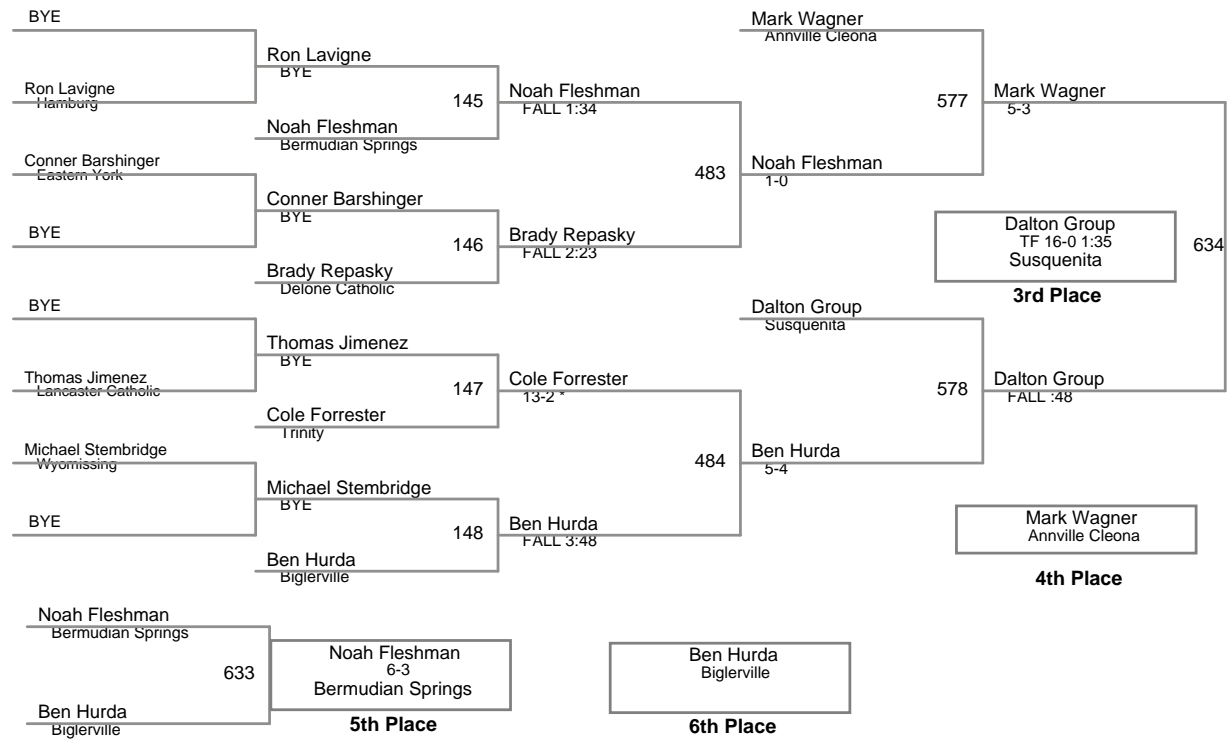 BYE
Ron Lavigne
Hamburg
Conner Barshinger
Eastern York
BYE
BYE
Thomas Jimenez
Lancaster Catholic
Michael Stembridge
Wyomissing
BYE
Ron Lavigne
BYE
145
Noah Fleshman
Bermudian Springs
Conner Barshinger
BYE
146
Brady Repasky
Delone Catholic
Thomas Jimenez
BYE
147
Cole Forrester
Trinity
Michael Stembridge
BYE
148
Ben Hurda
Biglerville
Noah Fleshman
FALL 1:34
483
Brady Repasky
FALL 2:23
Cole Forrester
13-2 *
484
Ben Hurda
FALL 3:48
Mark Wagner
Annville Cleona
577
Noah Fleshman
1-0
Dalton Group
Susquenita
578
Ben Hurda
5-4
Mark Wagner
5-3
634
Dalton Group
FALL :48
Dalton Group
TF 16-0 1:35
Susquenita
3rd Place
Mark Wagner
Annville Cleona
4th Place
Noah Fleshman
Bermudian Springs
633
Ben Hurda
Biglerville
Noah Fleshman
6-3
Bermudian Springs
5th Place
Ben Hurda
Biglerville
6th Place